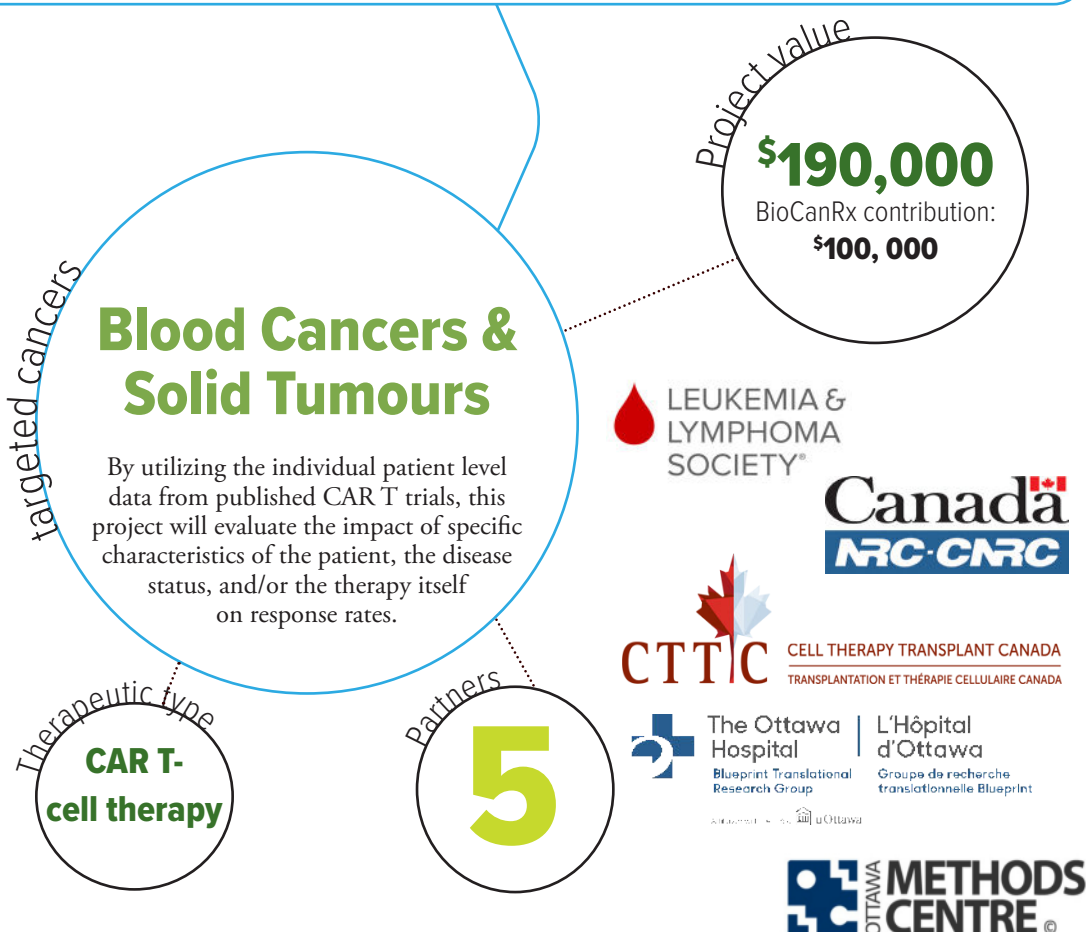 Project value
$190,000
BioCanRx contribution:
$100, 000
targeted cancers
Blood Cancers &
Solid Tumours
By utilizing the individual patient level
data from published CAR T trials, this
project will evaluate the impact of specific
characteristics of the patient, the disease
status, and/or the therapy itself
on response rates.
Therapeutic type
CAR T-
cell therapy
Partners
5
LEUKEMIA &
LYMPHOMA
SOCIETY®
Canada
NRC·CNRC
CTTC
CELL THERAPY TRANSPLANT CANADA
TRANSPLANTATION ET THÉRAPIE CELLULAIRE CANADA
The Ottawa
Hospital
Blueprint Translational
Research Group
L'Hôpital
d'Ottawa
Groupe de recherche
translationnelle Blueprint
uOttawa
OTTAWA
METHODS
CENTRE ©